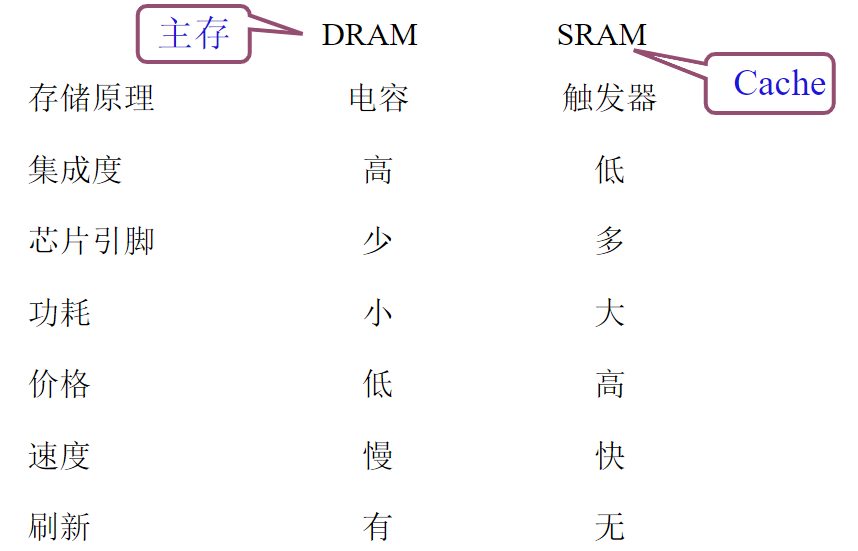 主存 DRAM SRAM
Cache
存储原理 电容 触发器
集成度 高 低
芯片引脚 少 多
功耗 小 大
价格 低 高
速度 慢 快
刷新 有 无